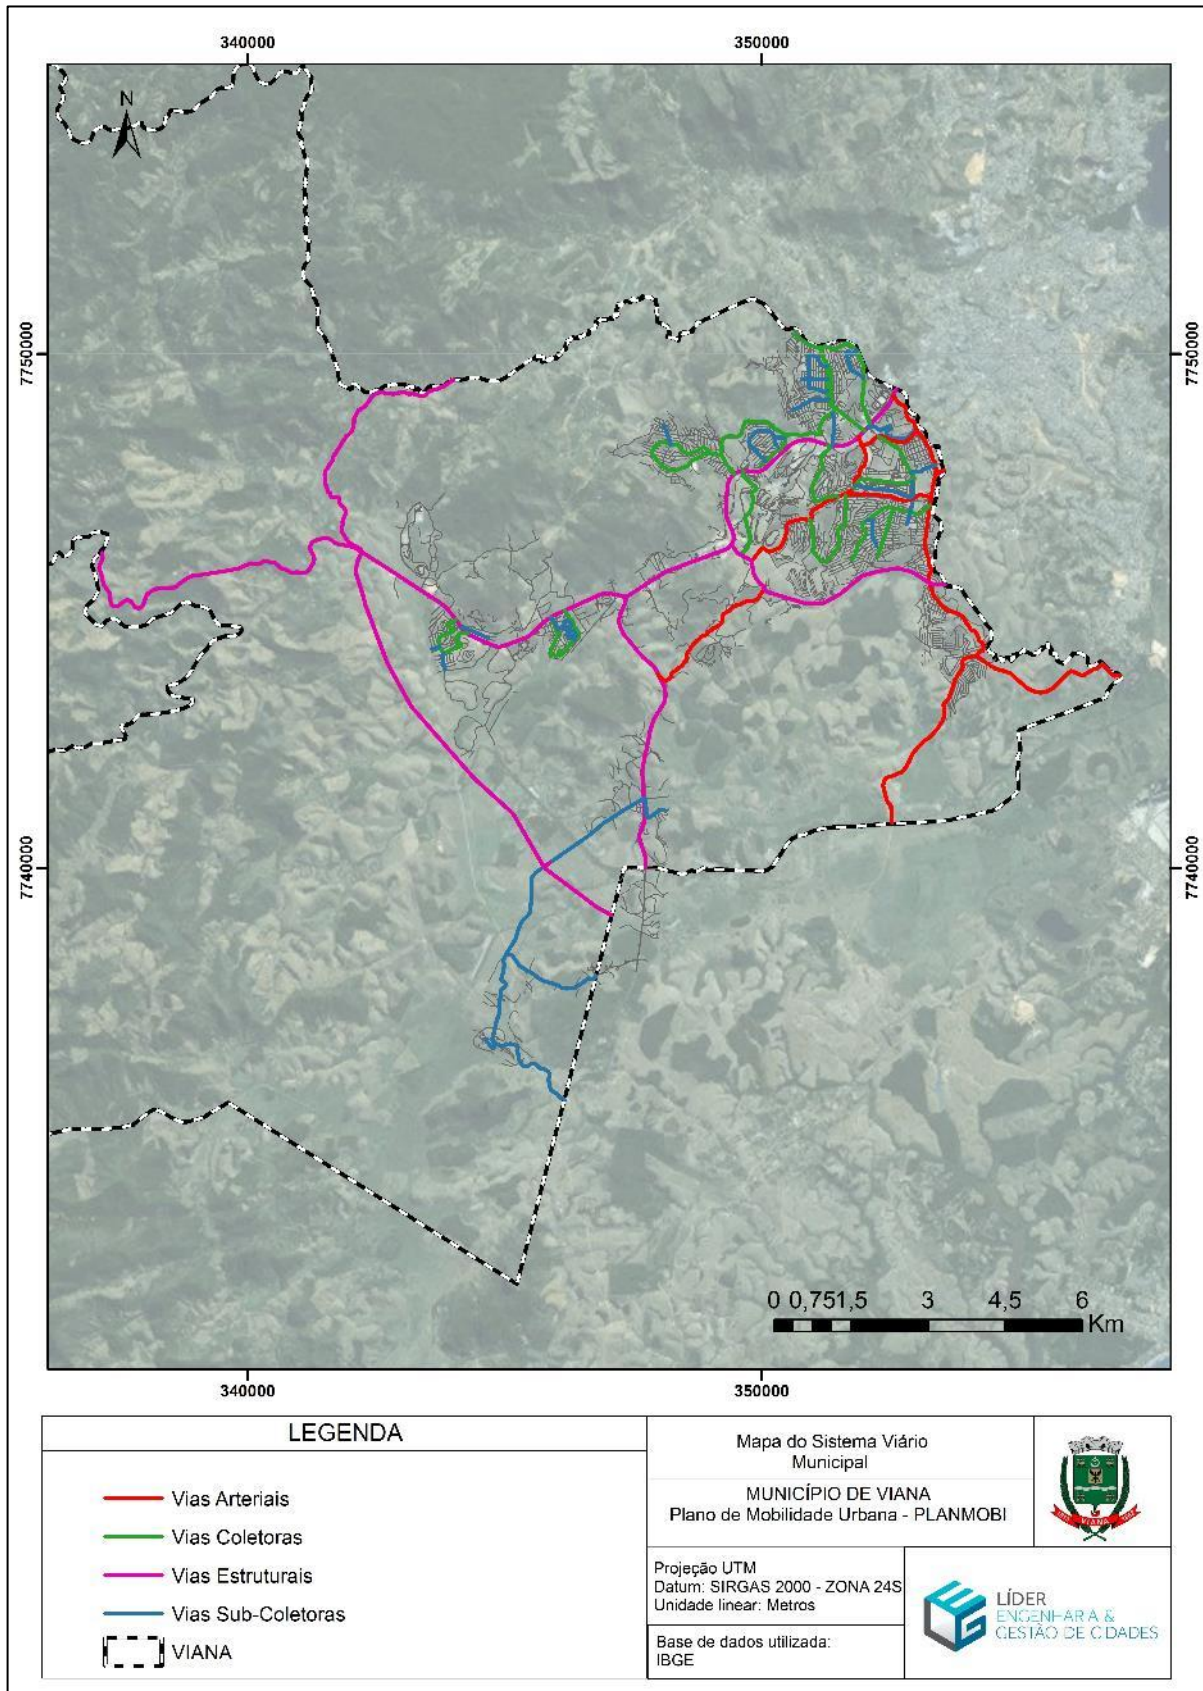 340000
350000
N
7750000
7750000
7740000
7740000
0 0,75 1,5 3 4,5 6
Km
340000
350000
LEGENDA
Vias Arteriais
Vias Coletoras
Vias Estruturais
Vias Sub-Coletoras
VIANA
Mapa do Sistema Viário
Municipal
MUNICÍPIO DE VIANA
Plano de Mobilidade Urbana - PLANMOBI
VIANA
Projeção UTM
Datum: SIRGAS 2000 - ZONA 24S
Unidade linear: Metros
Base de dados utilizada:
IBGE
LÍDER
ENGENHARIA &
GESTÃO DE CIDADES